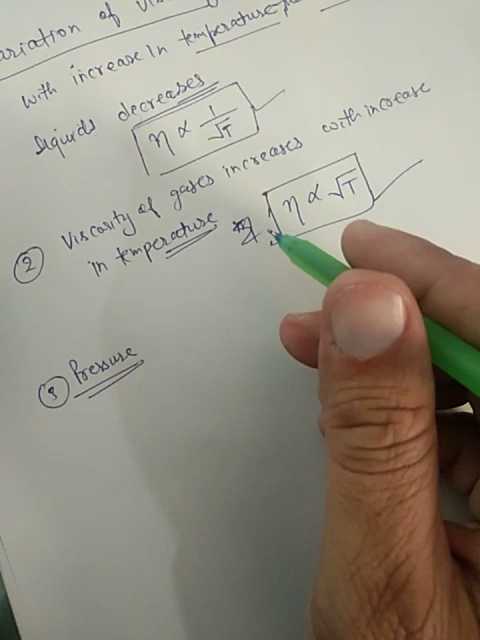 ariation of Vis
with increase in temperature
liquids decreases
η ∝ 1/√T
② Viscosity of gases increases with increase
in temperature
η ∝ √T
③ Pressure